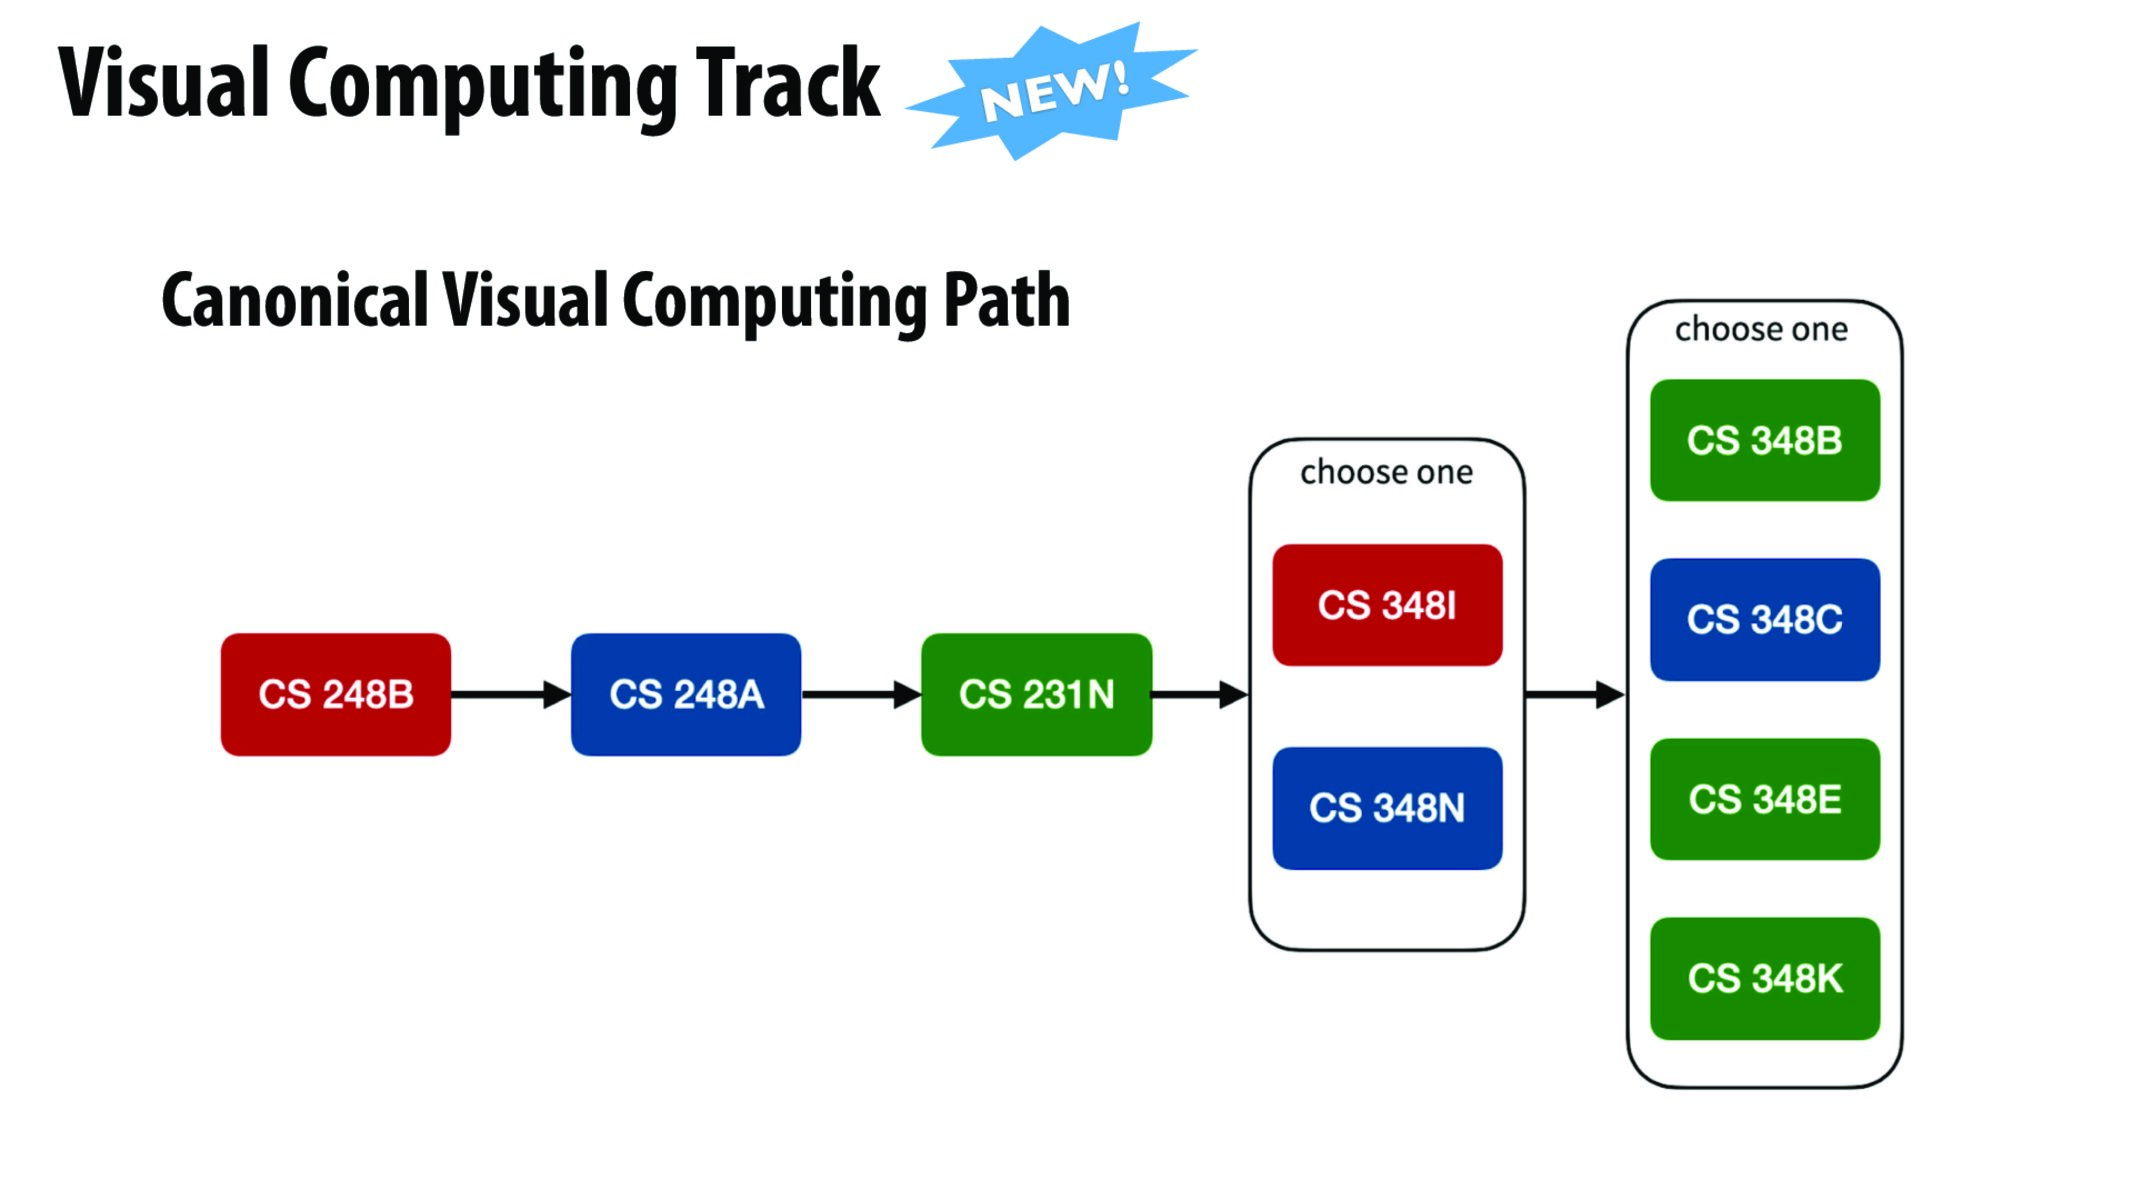 Visual Computing Track
NEW!
Canonical Visual Computing Path
CS 248B
CS 248A
CS 231N
choose one
CS 348I
CS 348N
choose one
CS 348B
CS 348C
CS 348E
CS 348K